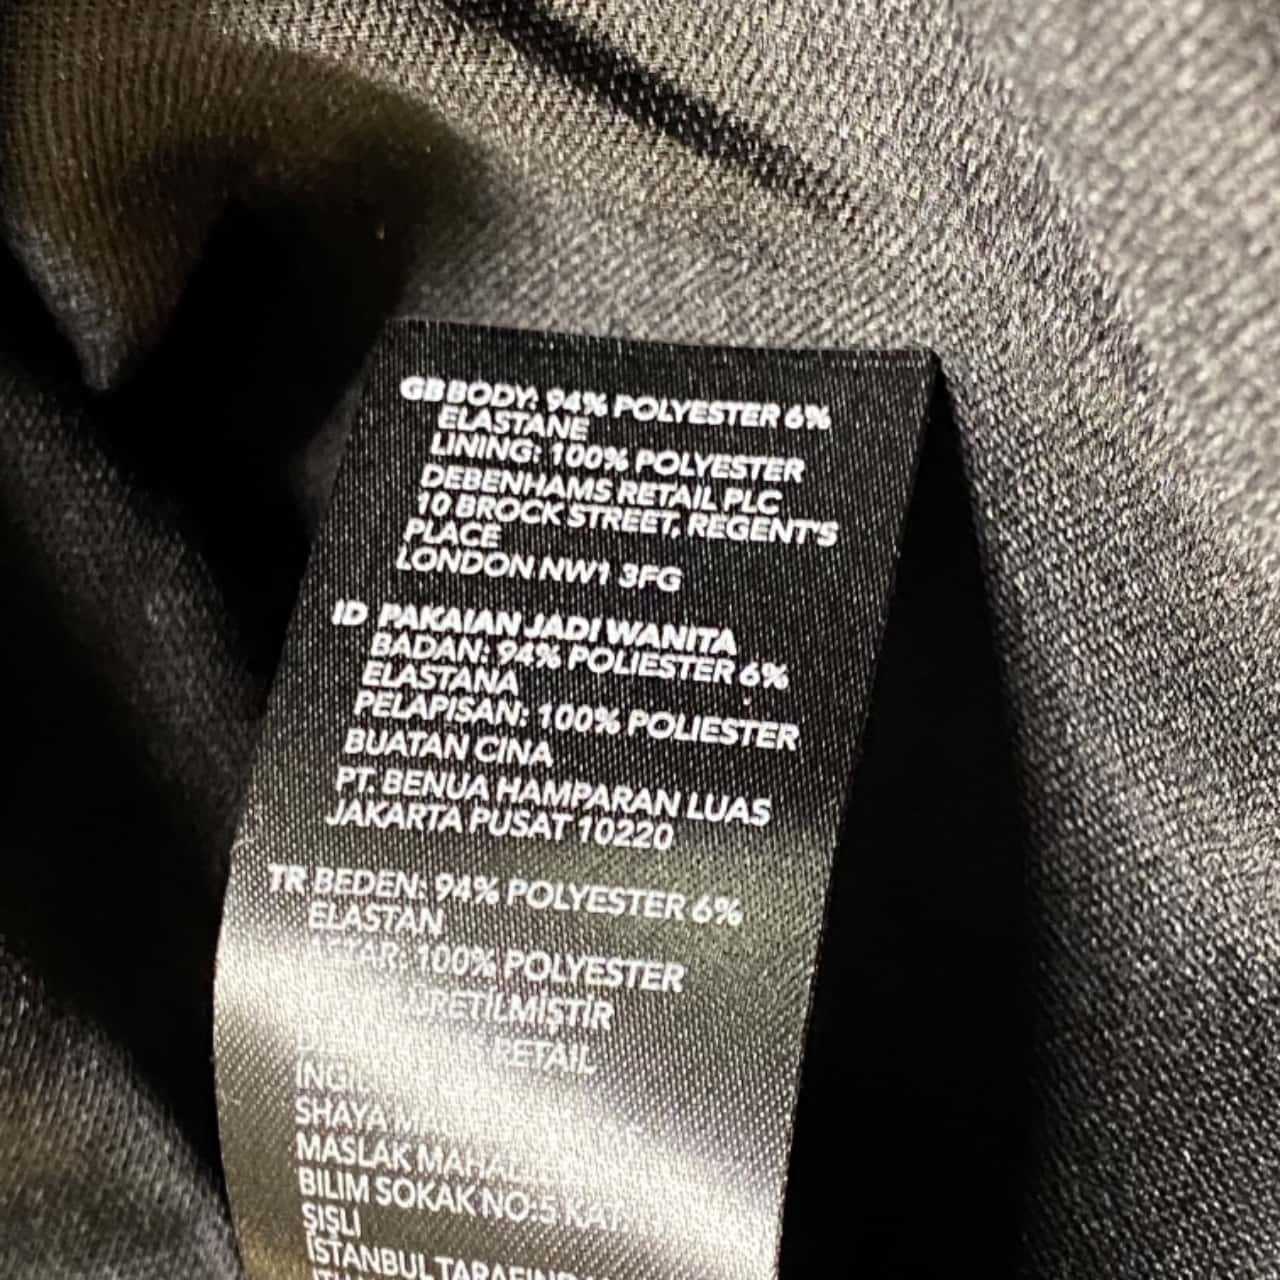 GB BODY: 94% POLYESTER 6%
ELASTANE
LINING: 100% POLYESTER
DEBENHAMS RETAIL PLC
10 BROCK STREET, REGENT'S
PLACE
LONDON NW1 3FG
ID PAKAIAN JADI WANITA
BADAN: 94% POLIESTER 6%
ELASTANA
PELAPISAN: 100% POLIESTER
BUATAN CINA
PT. BENUA HAMPARAN LUAS
JAKARTA PUSAT 10220
TR BEDEN: 94% POLYESTER 6%
ELASTAN
100% POLYESTER
RETAIL
SHAYA
MASLAK
BILIM SOKAK NO:5
ŞIŞLI
İSTANBUL